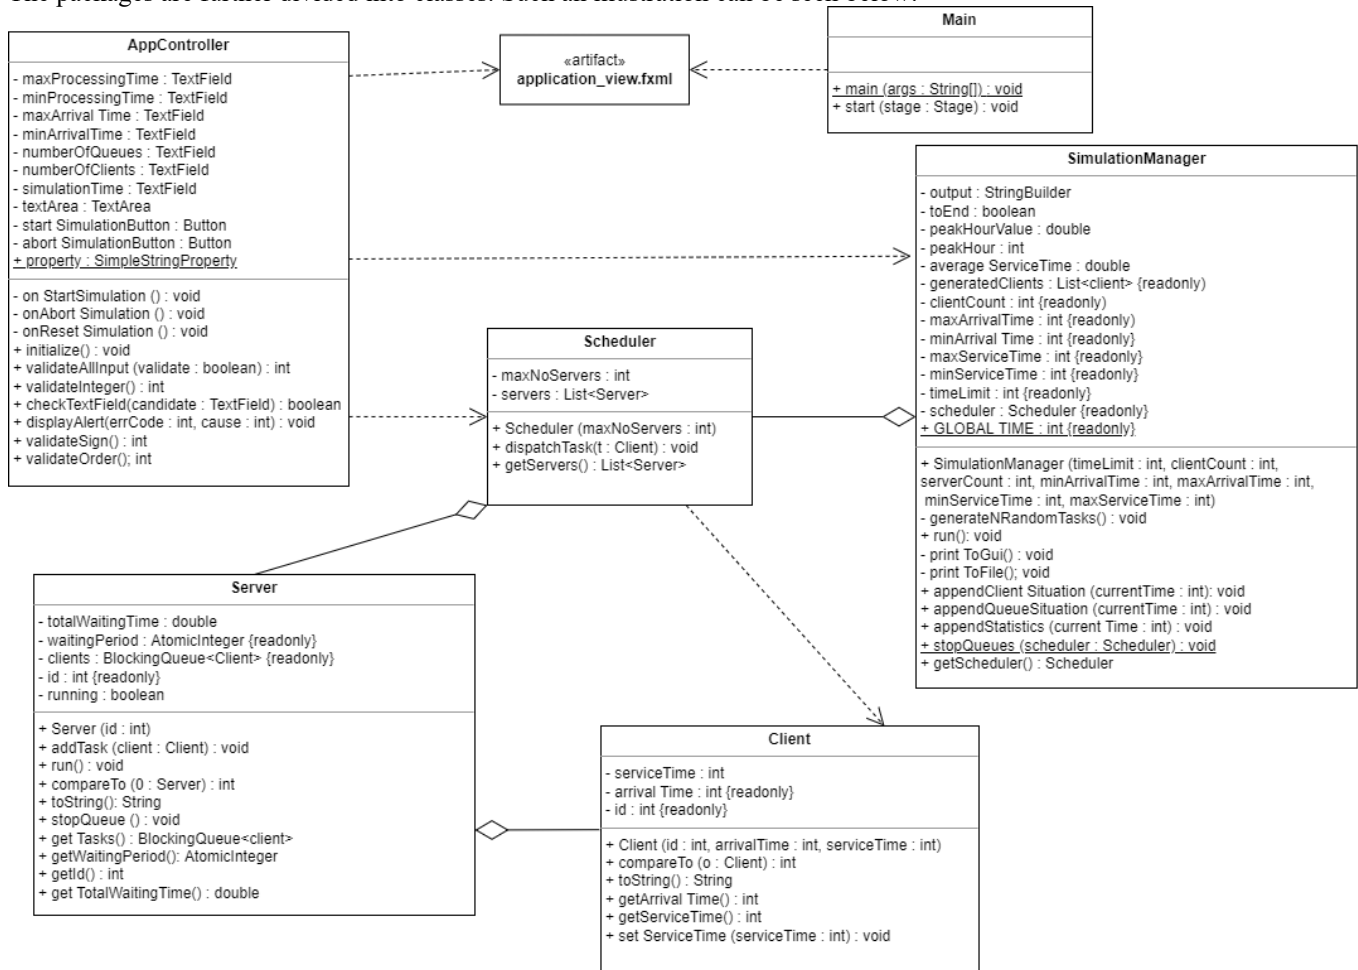 The packages are further divided into classes. Such an illustration can be seen below:
AppController
- maxProcessingTime : TextField
- minProcessingTime : TextField
- maxArrival Time : TextField
- minArrivalTime : TextField
- numberOfQueues : TextField
- numberOfClients : TextField
- simulationTime : TextField
- textArea : TextArea
- start SimulationButton : Button
- abort SimulationButton : Button
+ property : SimpleStringProperty
- on StartSimulation () : void
- onAbort Simulation () : void
- onReset Simulation () : void
+ initialize() : void
+ validateAllInput (validate : boolean) : int
+ validateInteger() : int
+ checkTextField(candidate : TextField) : boolean
+ displayAlert(errCode : int, cause : int) : void
+ validateSign() : int
+ validateOrder(); int
«artifact»
application_view.fxml
Main
+ main (args : String[]) : void
+ start (stage : Stage) : void
SimulationManager
- output : StringBuilder
- toEnd : boolean
- peakHourValue : double
- peakHour : int
- average ServiceTime : double
- generatedClients : List<client> {readonly)
- clientCount : int {readonly)
- maxArrivalTime : int {readonly)
- minArrival Time : int {readonly}
- maxServiceTime : int {readonly}
- minServiceTime : int {readonly}
- timeLimit : int {readonly}
- scheduler : Scheduler {readonly}
+ GLOBAL TIME : int {readonly}
+ SimulationManager (timeLimit : int, clientCount : int,
serverCount : int, minArrivalTime : int, maxArrivalTime : int,
minServiceTime : int, maxServiceTime : int)
- generateNRandomTasks() : void
+ run(): void
- print ToGui() : void
- print ToFile(); void
+ appendClient Situation (currentTime : int): void
+ appendQueueSituation (currentTime : int) : void
+ appendStatistics (current Time : int) : void
+ stopQueues (scheduler : Scheduler) : void
+ getScheduler() : Scheduler
Scheduler
- maxNoServers : int
- servers : List<Server>
+ Scheduler (maxNoServers : int)
+ dispatchTask(t : Client) : void
+ getServers() : List<Server>
Server
- totalWaitingTime : double
- waitingPeriod : AtomicInteger {readonly}
- clients : BlockingQueue<Client> {readonly}
- id : int {readonly}
- running : boolean
+ Server (id : int)
+ addTask (client : Client) : void
+ run() : void
+ compareTo (0 : Server) : int
+ toString(): String
+ stopQueue () : void
+ get Tasks() : BlockingQueue<client>
+ getWaitingPeriod(): AtomicInteger
+ getId() : int
+ get TotalWaitingTime() : double
Client
- serviceTime : int
- arrival Time : int {readonly}
- id : int {readonly}
+ Client (id : int, arrivalTime : int, serviceTime : int)
+ compareTo (o : Client) : int
+ toString() : String
+ getArrival Time() : int
+ getServiceTime() : int
+ set ServiceTime (serviceTime : int) : void